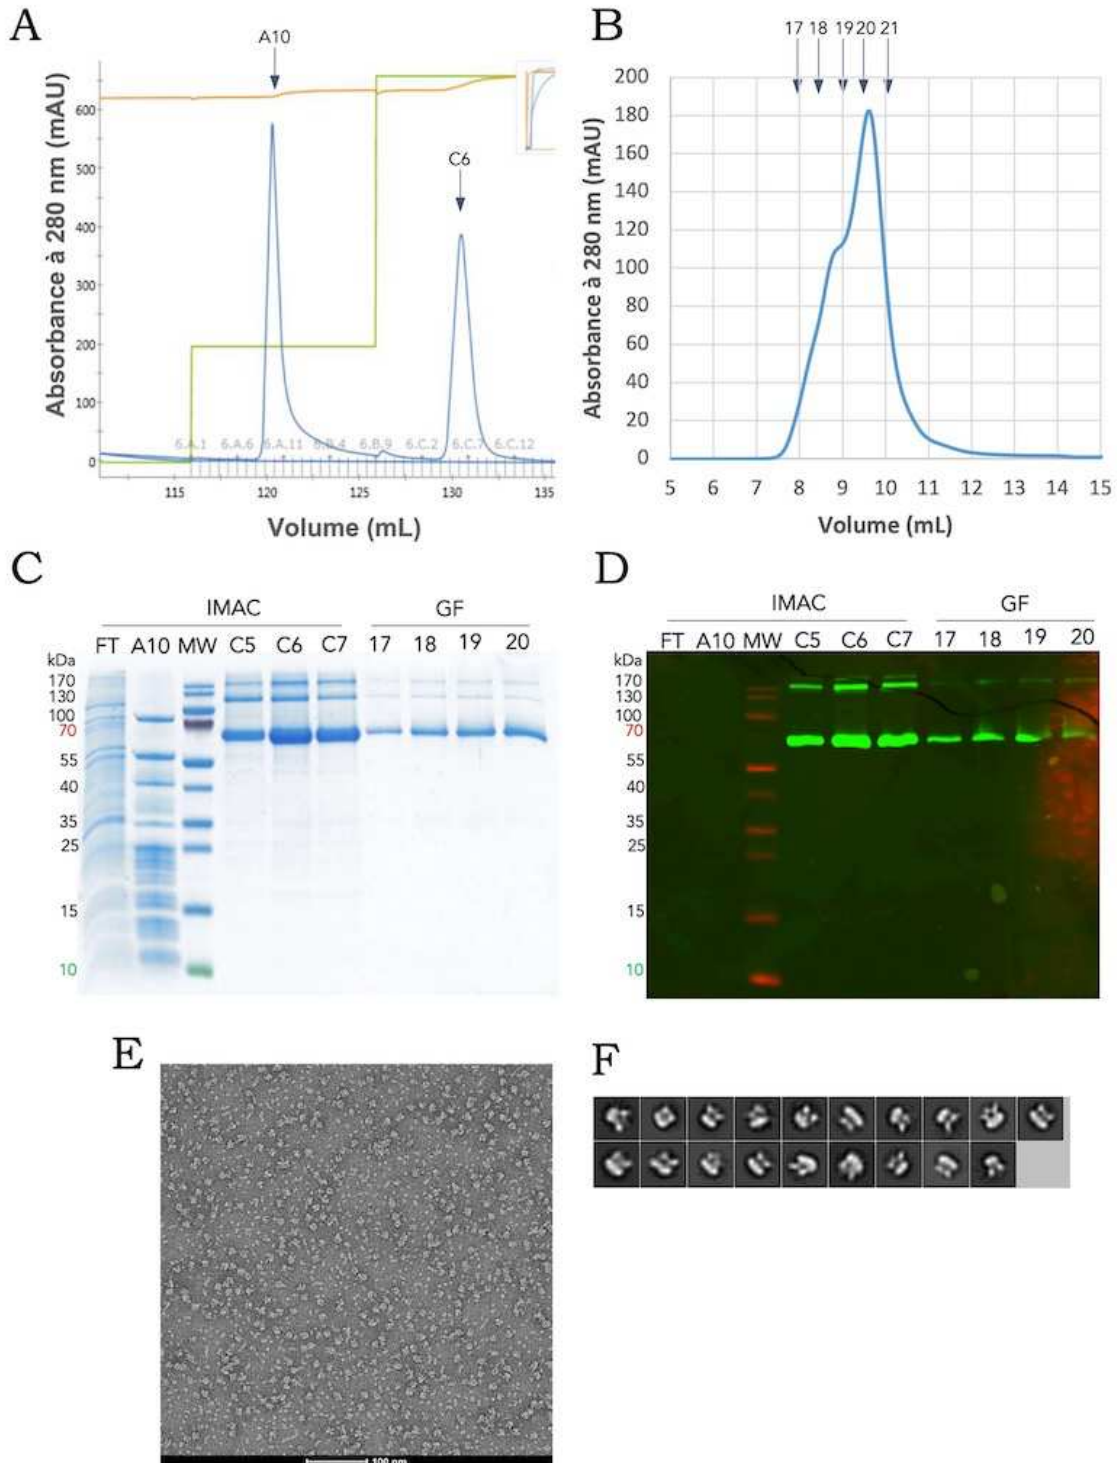 A
A10
C6
Absorbance à 280 nm (mAU)
600
500
400
300
200
100
0
6.A.1 6.A.6 6.A.11 6.B.4 6.B.9 6.C.2 6.C.7 6.C.12
115 120 125 130 135
Volume (mL)
B
17 18 19 20 21
Absorbance à 280 nm (mAU)
200
180
160
140
120
100
80
60
40
20
0
5 6 7 8 9 10 11 12 13 14 15
Volume (mL)
C
IMAC GF
FT A10 MW C5 C6 C7 17 18 19 20
kDa
170
130
100
70
55
40
35
25
15
10
D
IMAC GF
FT A10 MW C5 C6 C7 17 18 19 20
kDa
170
130
100
70
55
40
35
25
15
10
E
100 nm
F